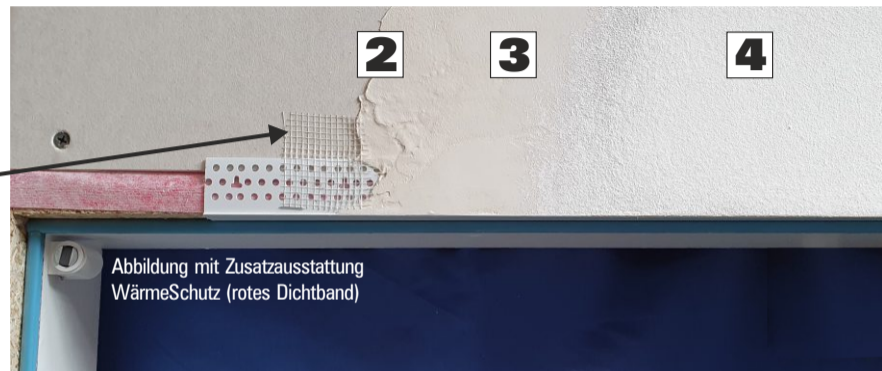 2 3 4
Abbildung mit Zusatzausstattung
WärmeSchutz (rotes Dichtband)